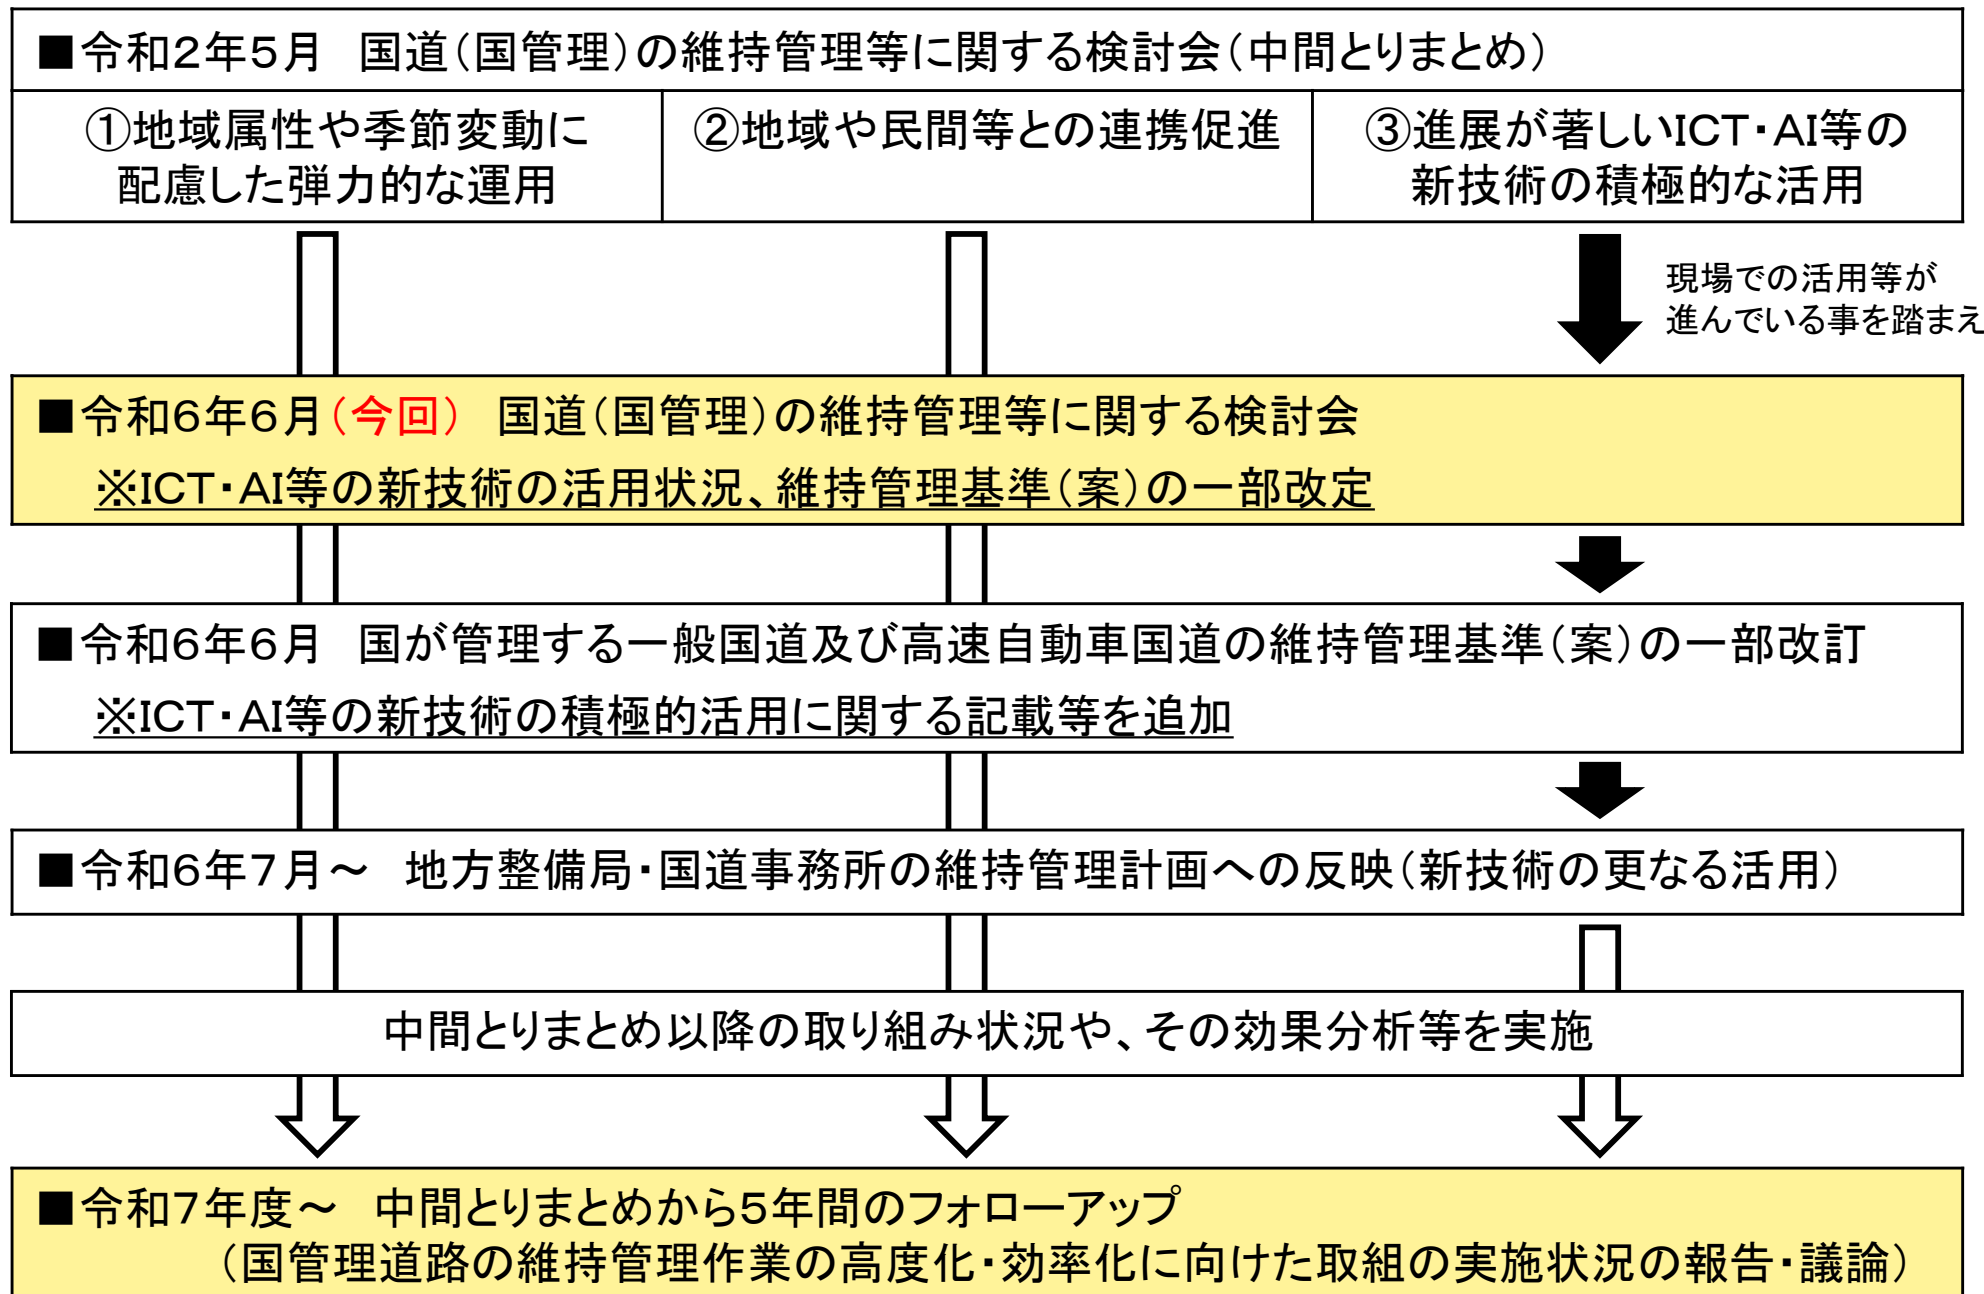 ■令和2年5月　国道(国管理)の維持管理等に関する検討会(中間とりまとめ)
①地域属性や季節変動に
配慮した弾力的な運用
②地域や民間等との連携促進
③進展が著しいICT・AI等の
新技術の積極的な活用
現場での活用等が
進んでいる事を踏まえ
■令和6年6月(今回)　国道(国管理)の維持管理等に関する検討会
※ICT・AI等の新技術の活用状況、維持管理基準(案)の一部改定
■令和6年6月　国が管理する一般国道及び高速自動車国道の維持管理基準(案)の一部改訂
※ICT・AI等の新技術の積極的活用に関する記載等を追加
■令和6年7月～　地方整備局・国道事務所の維持管理計画への反映(新技術の更なる活用)
中間とりまとめ以降の取り組み状況や、その効果分析等を実施
■令和7年度～　中間とりまとめから5年間のフォローアップ
(国管理道路の維持管理作業の高度化・効率化に向けた取組の実施状況の報告・議論)